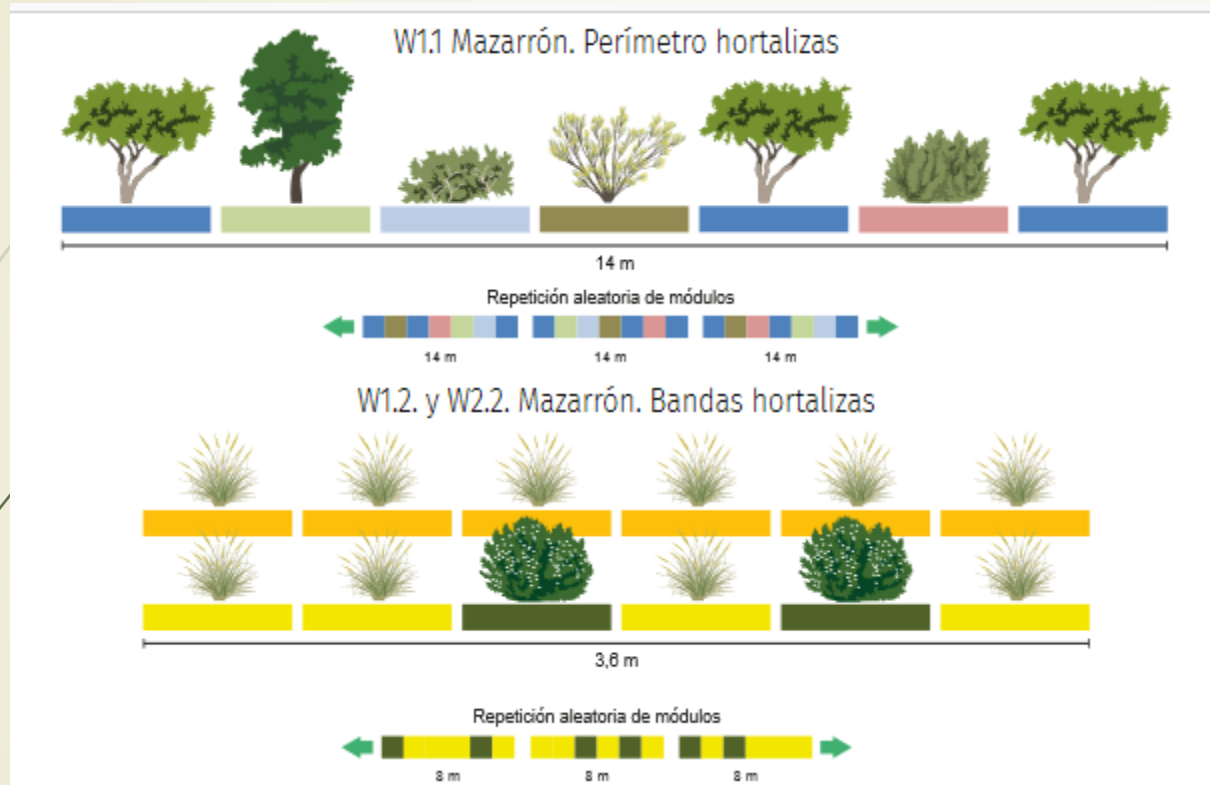 W1.1 Mazarrón. Perímetro hortalizas
14 m
Repetición aleatoria de módulos
14 m 14 m 14 m
W1.2. y W2.2. Mazarrón. Bandas hortalizas
3,6 m
Repetición aleatoria de módulos
8 m 8 m 8 m